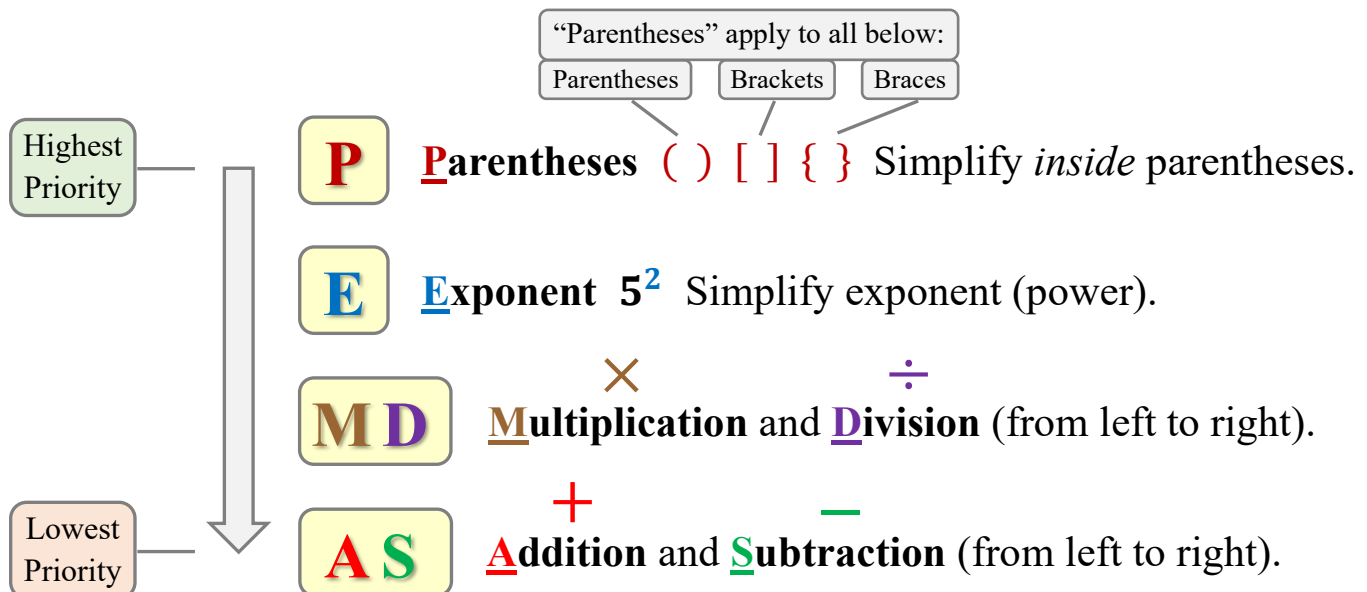 “Parentheses” apply to all below:
Parentheses Brackets Braces
Highest
Priority
P Parentheses ( ) [ ] { } Simplify inside parentheses.
E Exponent 5² Simplify exponent (power).
× ÷
M D Multiplication and Division (from left to right).
+ −
Lowest
Priority
A S Addition and Subtraction (from left to right).